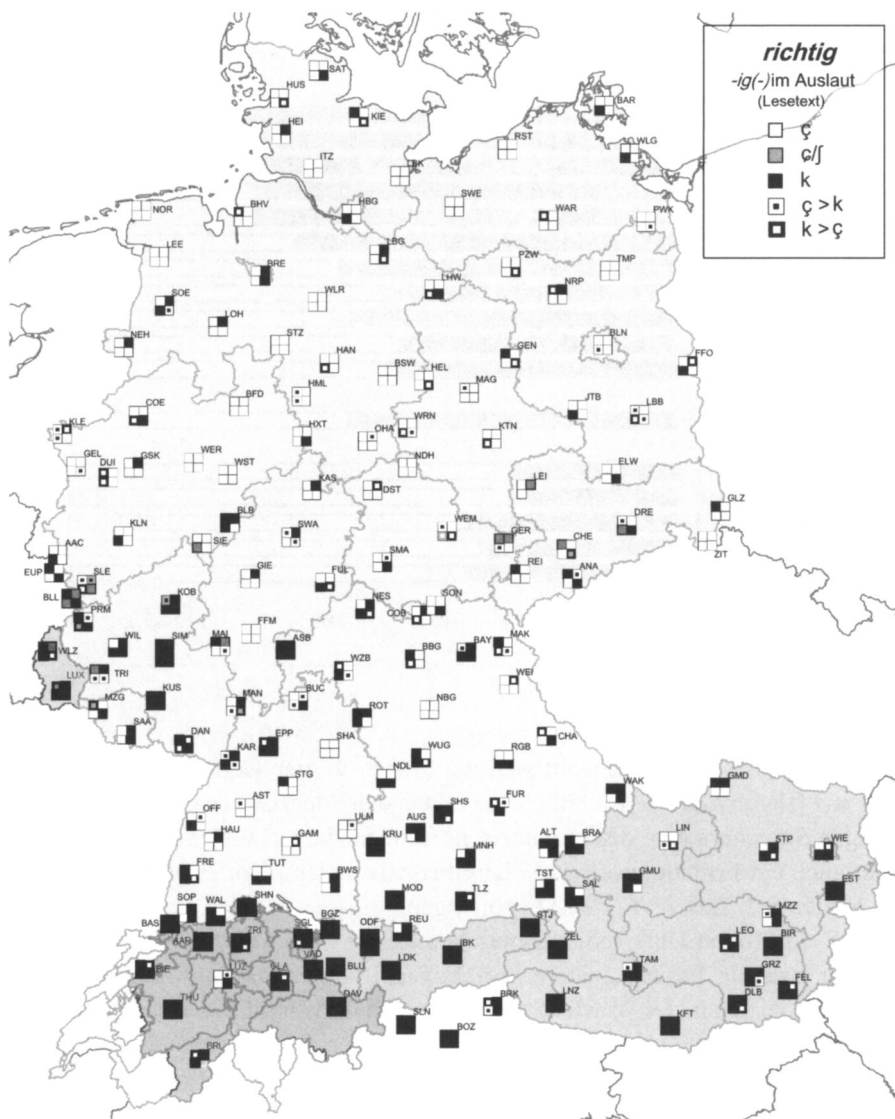 richtig
-ig(-)im Auslaut
(Lesetext)
ç
ɕ/ʃ
k
ç > k
k > ç
SAT
HUS
KIE
BAR
HEI
RST
WLG
ITZ
NOR
BHV
HBG
SWE
WAR
PWK
LEE
LBG
PZW
TMP
BRE
LHW
NRP
SOE
WLR
LOH
NEH
STZ
BLN
HAN
GEN
FFO
BSW
HEL
MAG
HML
COE
BFD
JTB
LBB
KLE
HXT
OHA
WRN
KTN
GEL
GSK
WER
NDH
DUI
WST
ELW
KAS
DST
LEI
GLZ
BLB
KLN
SWA
WEM
GER
DRE
SIE
CHE
ZIT
AAC
SMA
EUP
SLE
GIE
FUL
REI
ANA
BLL
KOB
NES
SON
PRM
COB
FFM
WIL
SIM
MAI
ASB
BAY
MAK
WLZ
BBG
WZB
TRI
LUX
KUS
WEI
MZG
MAN
BUC
NBG
ROT
SAA
DAN
EPP
CHA
KAR
SHA
WUG
RGB
NDL
STG
WAK
GMD
AST
FUR
OFF
ULM
AUG
SHS
LIN
WIE
HAU
GAM
KRU
ALT
BRA
STP
MNH
FRE
TUT
BWS
TST
GMU
EST
SAL
SOP
WAL
SHN
MOD
TLZ
MZZ
BAS
BGZ
REU
STJ
AAR
ZRI
SGL
ODF
LEO
BIR
IBK
ZEL
BIE
LUZ
GLA
VAD
BLU
LDK
TAM
GRZ
FEL
THU
DAV
BRK
LNZ
DLB
SLN
KFT
BOZ
BRI